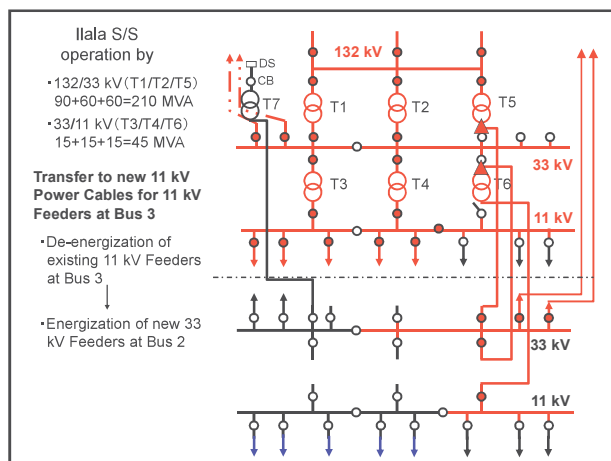 Ilala S/S
operation by
・132/33 kV(T1/T2/T5)
90+60+60=210 MVA
・33/11 kV(T3/T4/T6)
15+15+15=45 MVA
Transfer to new 11 kV
Power Cables for 11 kV
Feeders at Bus 3
・De-energization of
existing 11 kV Feeders
at Bus 3
・Energization of new 33
kV Feeders at Bus 2
DS
CB
T7
132 kV
T1
T2
T5
33 kV
T3
T4
T6
11 kV
33 kV
11 kV